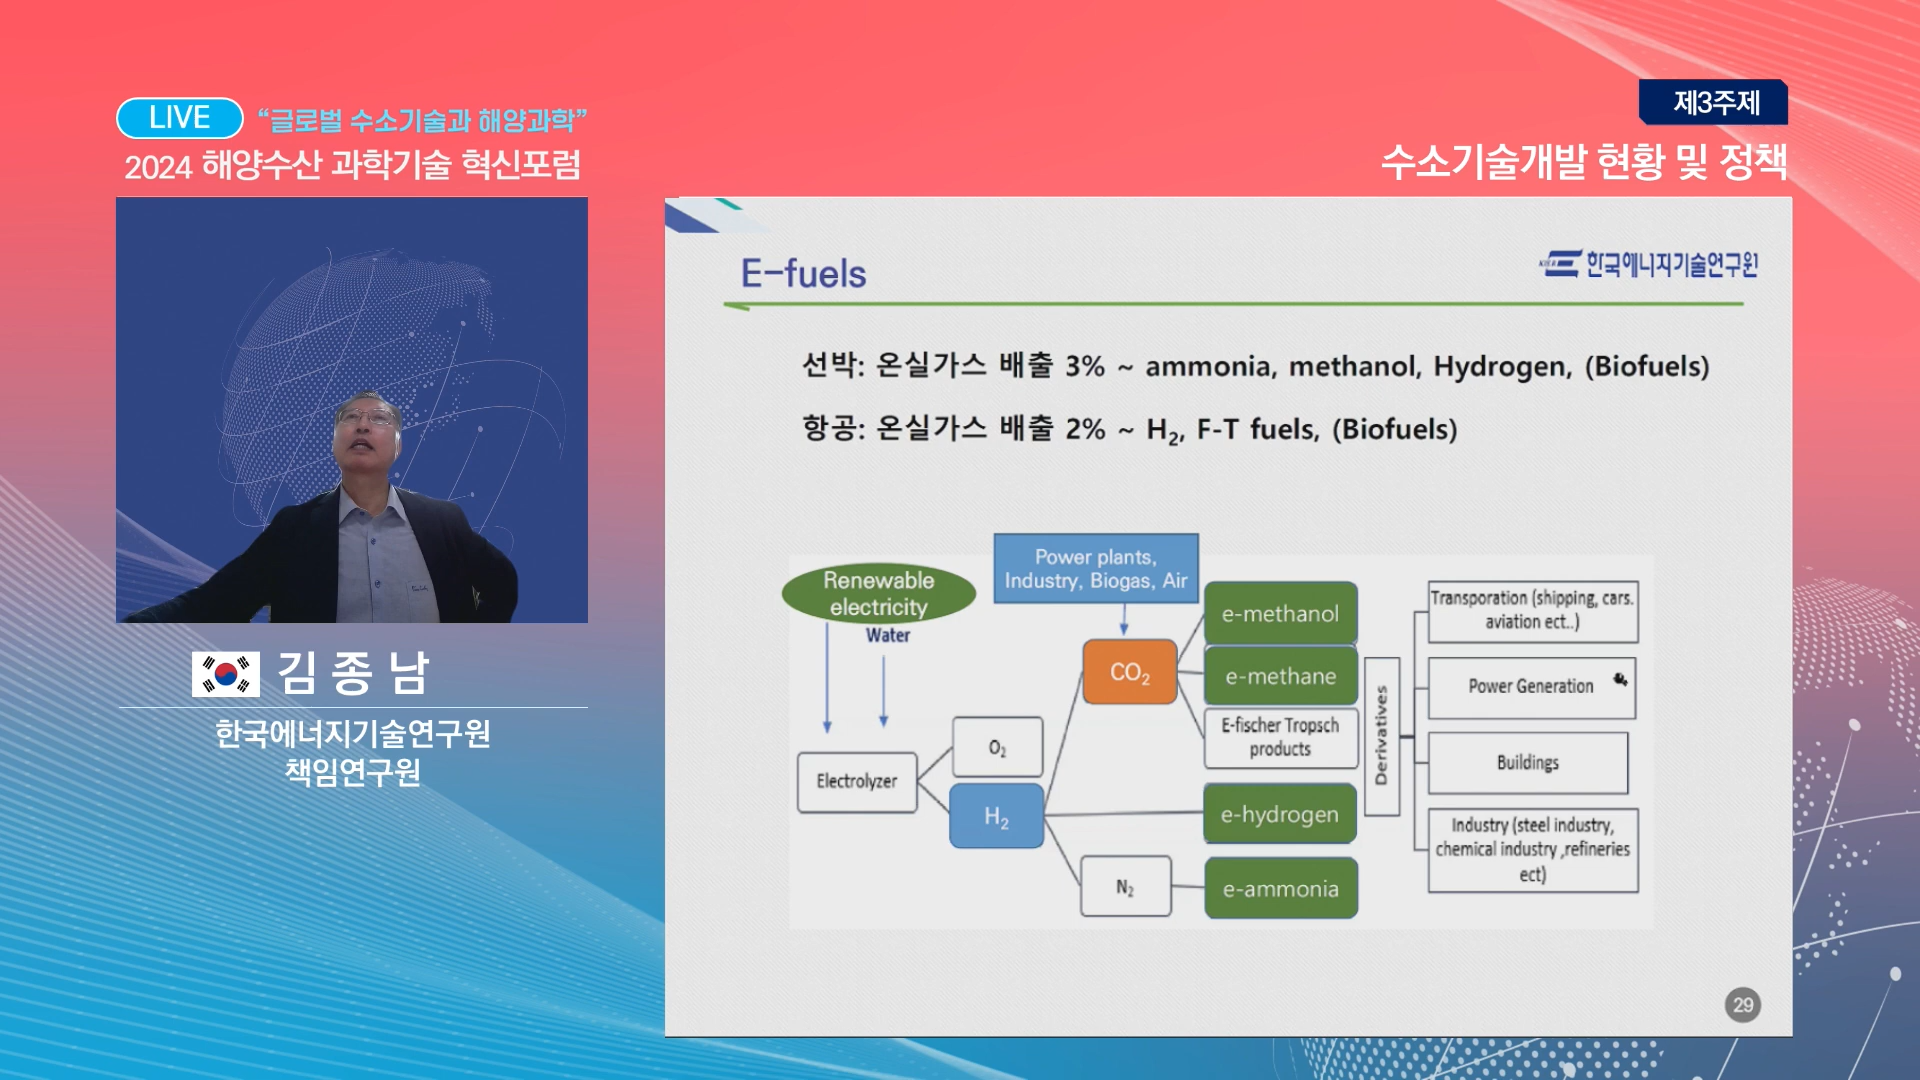 LIVE
“글로벌 수소기술과 해양과학”
2024 해양수산 과학기술 혁신포럼
제3주제
수소기술개발 현황 및 정책
김종남
한국에너지기술연구원
책임연구원
E-fuels
한국에너지기술연구원
선박: 온실가스 배출 3% ~ ammonia, methanol, Hydrogen, (Biofuels)
항공: 온실가스 배출 2% ~ H₂, F-T fuels, (Biofuels)
Renewable
electricity
Water
Power plants,
Industry, Biogas, Air
Electrolyzer
O₂
H₂
CO₂
N₂
e-methanol
e-methane
E-fischer Tropsch
products
e-hydrogen
e-ammonia
Derivatives
Transporation (shipping, cars.
aviation ect..)
Power Generation
Buildings
Industry (steel industry,
chemical industry ,refineries
ect)
29